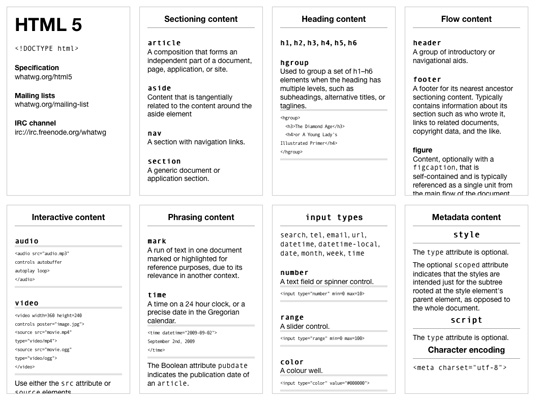 HTML 5
<!DOCTYPE html>
Specification
whatwg.org/html5
Mailing lists
whatwg.org/mailing-list
IRC channel
irc://irc.freenode.org/whatwg
Sectioning content
article
A composition that forms an
independent part of a document,
page, application, or site.
aside
Content that is tangentially
related to the content around the
aside element
nav
A section with navigation links.
section
A generic document or
application section.
Heading content
h1, h2, h3, h4, h5, h6
hgroup
Used to group a set of h1–h6
elements when the heading has
multiple levels, such as
subheadings, alternative titles, or
taglines.
<hgroup>
<h3>The Diamond Age</h3>
<h4>or A Young Lady's
Illustrated Primer</h4>
</hgroup>
Flow content
header
A group of introductory or
navigational aids.
footer
A footer for its nearest ancestor
sectioning content. Typically
contains information about its
section such as who wrote it,
links to related documents,
copyright data, and the like.
figure
Content, optionally with a
figcaption, that is
self-contained and is typically
referenced as a single unit from
the main flow of the document
Interactive content
audio
<audio src="audio.mp3"
controls autobuffer
autoplay loop>
</audio>
video
<video width=360 height=240
controls poster="image.jpg">
<source src="movie.mp4"
type="video/mp4">
<source src="movie.ogg"
type="video/ogg">
</video>
Use either the src attribute or
source elements
Phrasing content
mark
A run of text in one document
marked or highlighted for
reference purposes, due to its
relevance in another context.
time
A time on a 24 hour clock, or a
precise date in the Gregorian
calendar.
<time datetime="2009-09-02">
September 2nd, 2009
</time>
The Boolean attribute pubdate
indicates the publication date of
an article.
input types
search, tel, email, url,
datetime, datetime-local,
date, month, week, time
number
A text field or spinner control.
<input type="number" min=0 max=10>
range
A slider control.
<input type="range" min=0 max=100>
color
A colour well.
<input type="color" value="#000000">
Metadata content
style
The type attribute is optional.
The optional scoped attribute
indicates that the styles are
intended just for the subtree
rooted at the style element's
parent element, as opposed to
the whole document.
script
The type attribute is optional.
Character encoding
<meta charset="utf-8">